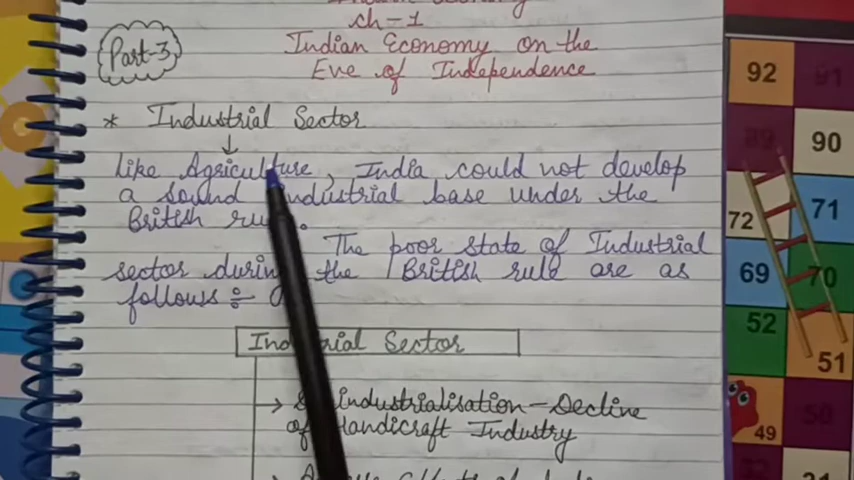 ch-1
Part-3
Indian Economy on the
Eve of Independence
* Industrial Sector
like Agriculture, India could not develop
a sound industrial base under the
British
The poor state of Industrial
sector during the British rule are as
follows ÷
Industrial Sector
industrialisation - Decline
of Handicraft Industry
92
91
89
90
72
71
69
70
52
51
49
50